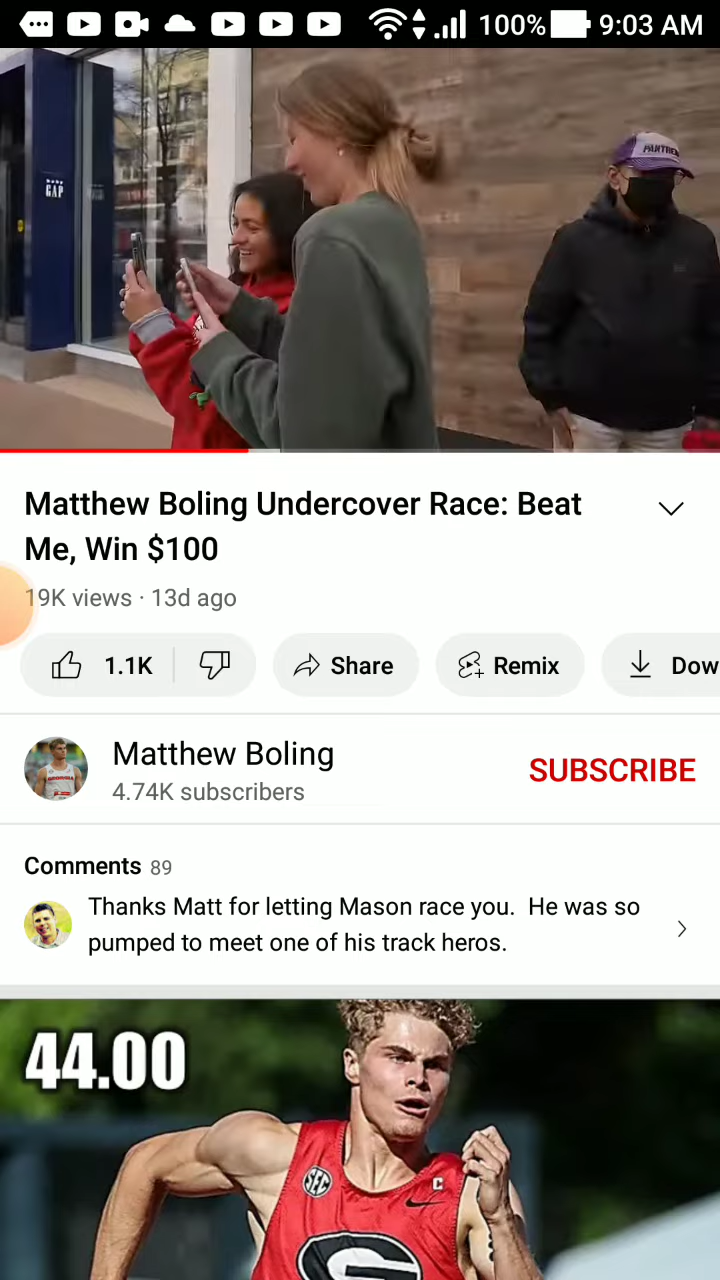 100% 9:03 AM
GAP
PANTHER
Matthew Boling Undercover Race: Beat
Me, Win $100
19K views · 13d ago
1.1K
Share
Remix
Dow
Matthew Boling
4.74K subscribers
SUBSCRIBE
Comments 89
Thanks Matt for letting Mason race you. He was so
pumped to meet one of his track heros.
44.00
SEC
C
G